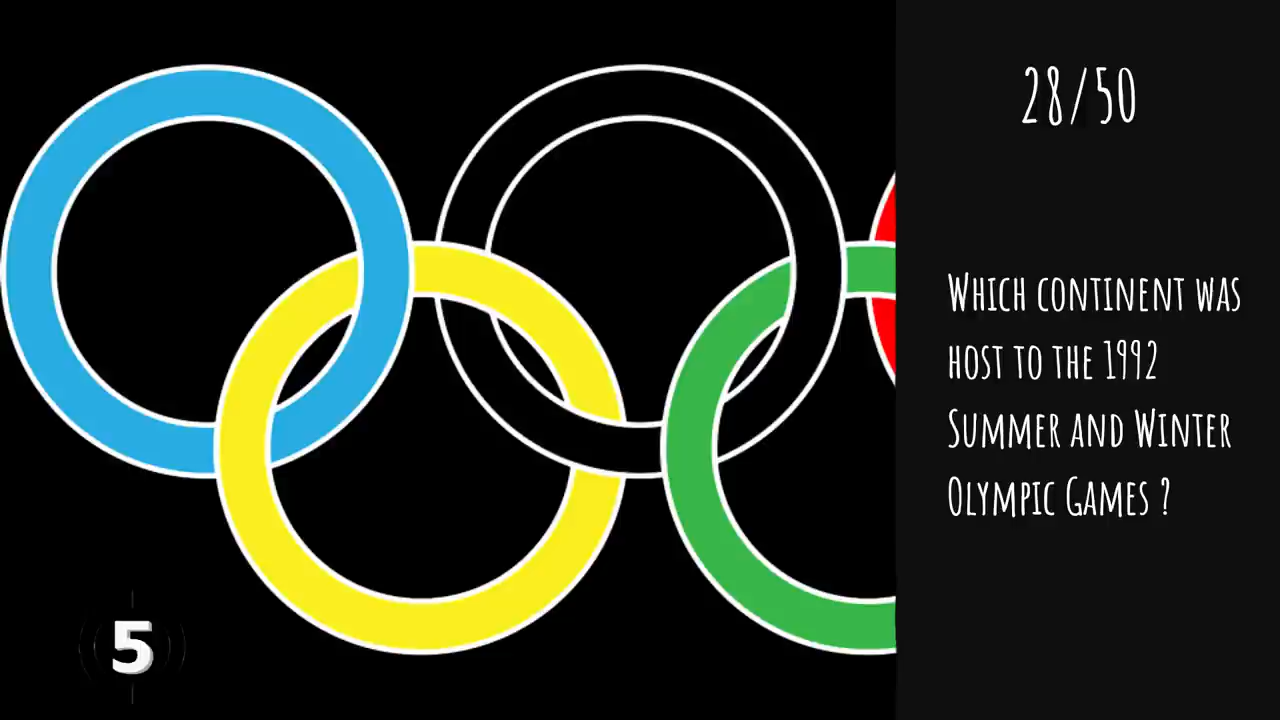 28/50
Which continent was
host to the 1992
Summer and Winter
Olympic Games ?
5